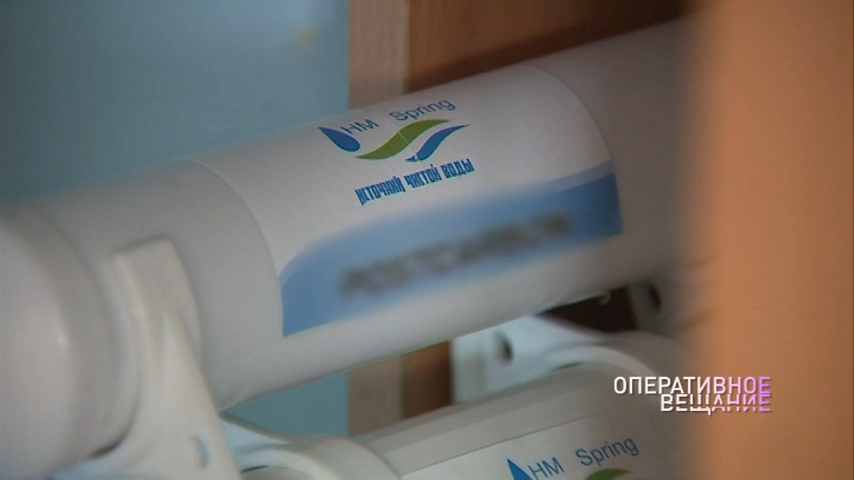 HM Spring
источник чистой воды
HM Spring
ОПЕРАТИВНОЕ
ВЕЩАНИЕ